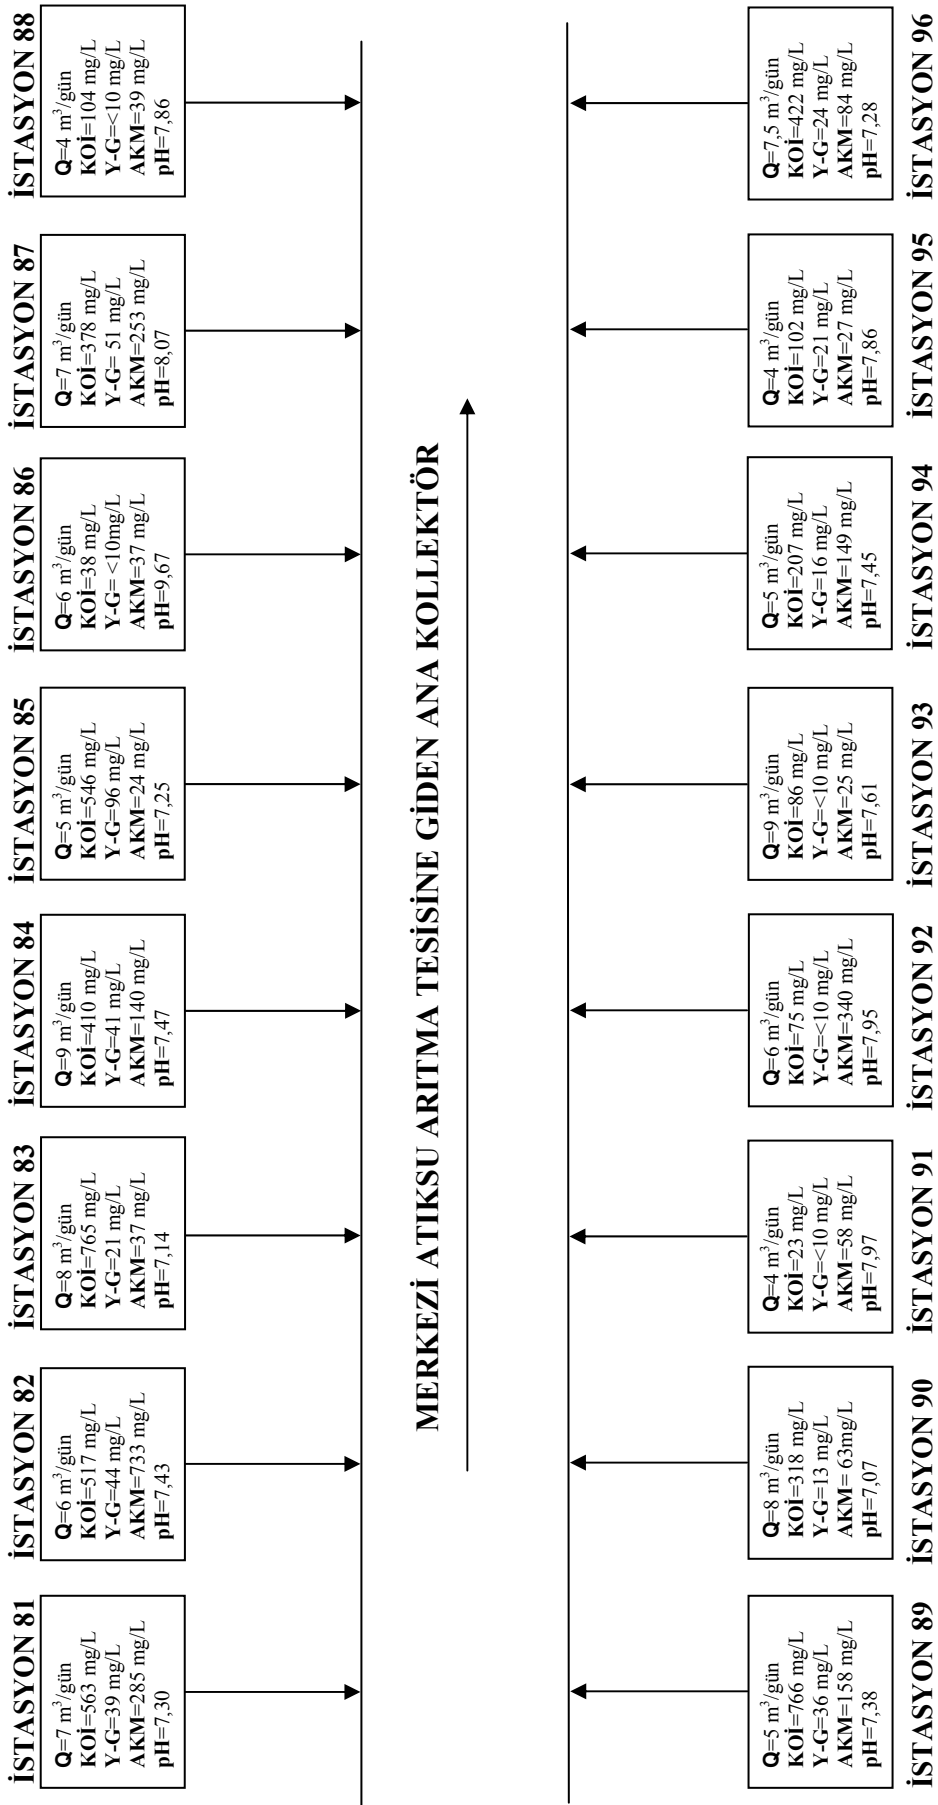 İSTASYON 81
Q=7 m³/gün
KOİ=563 mg/L
Y-G=39 mg/L
AKM=285 mg/L
pH=7,30
İSTASYON 82
Q=6 m³/gün
KOİ=517 mg/L
Y-G=44 mg/L
AKM=733 mg/L
pH=7,43
İSTASYON 83
Q=8 m³/gün
KOİ=765 mg/L
Y-G=21 mg/L
AKM=37 mg/L
pH=7,14
İSTASYON 84
Q=9 m³/gün
KOİ=410 mg/L
Y-G=41 mg/L
AKM=140 mg/L
pH=7,47
İSTASYON 85
Q=5 m³/gün
KOİ=546 mg/L
Y-G=96 mg/L
AKM=24 mg/L
pH=7,25
İSTASYON 86
Q=6 m³/gün
KOİ=38 mg/L
Y-G= <10mg/L
AKM=37 mg/L
pH=9,67
İSTASYON 87
Q=7 m³/gün
KOİ=378 mg/L
Y-G= 51 mg/L
AKM=253 mg/L
pH=8,07
İSTASYON 88
Q=4 m³/gün
KOİ=104 mg/L
Y-G=<10 mg/L
AKM=39 mg/L
pH=7,86
MERKEZİ ATIKSU ARITMA TESİSİNE GİDEN ANA KOLLEKTÖR
Q=5 m³/gün
KOİ=766 mg/L
Y-G=36 mg/L
AKM=158 mg/L
pH=7,38
İSTASYON 89
Q=8 m³/gün
KOİ=318 mg/L
Y-G=13 mg/L
AKM= 63mg/L
pH=7,07
İSTASYON 90
Q=4 m³/gün
KOİ=23 mg/L
Y-G=<10 mg/L
AKM=58 mg/L
pH=7,97
İSTASYON 91
Q=6 m³/gün
KOİ=75 mg/L
Y-G=<10 mg/L
AKM=340 mg/L
pH=7,95
İSTASYON 92
Q=9 m³/gün
KOİ=86 mg/L
Y-G=<10 mg/L
AKM=25 mg/L
pH=7,61
İSTASYON 93
Q=5 m³/gün
KOİ=207 mg/L
Y-G=16 mg/L
AKM=149 mg/L
pH=7,45
İSTASYON 94
Q=4 m³/gün
KOİ=102 mg/L
Y-G=21 mg/L
AKM=27 mg/L
pH=7,86
İSTASYON 95
Q=7,5 m³/gün
KOİ=422 mg/L
Y-G=24 mg/L
AKM=84 mg/L
pH=7,28
İSTASYON 96